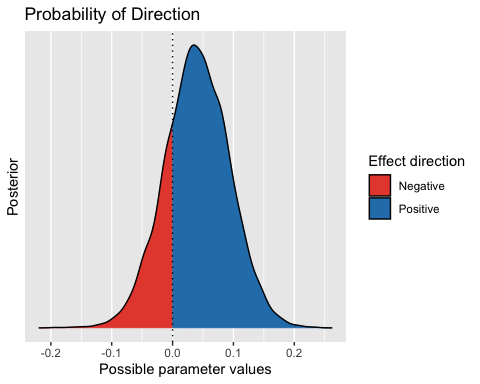 Probability of Direction
Posterior
-0.2
-0.1
0.0
0.1
0.2
Possible parameter values
Effect direction
Negative
Positive